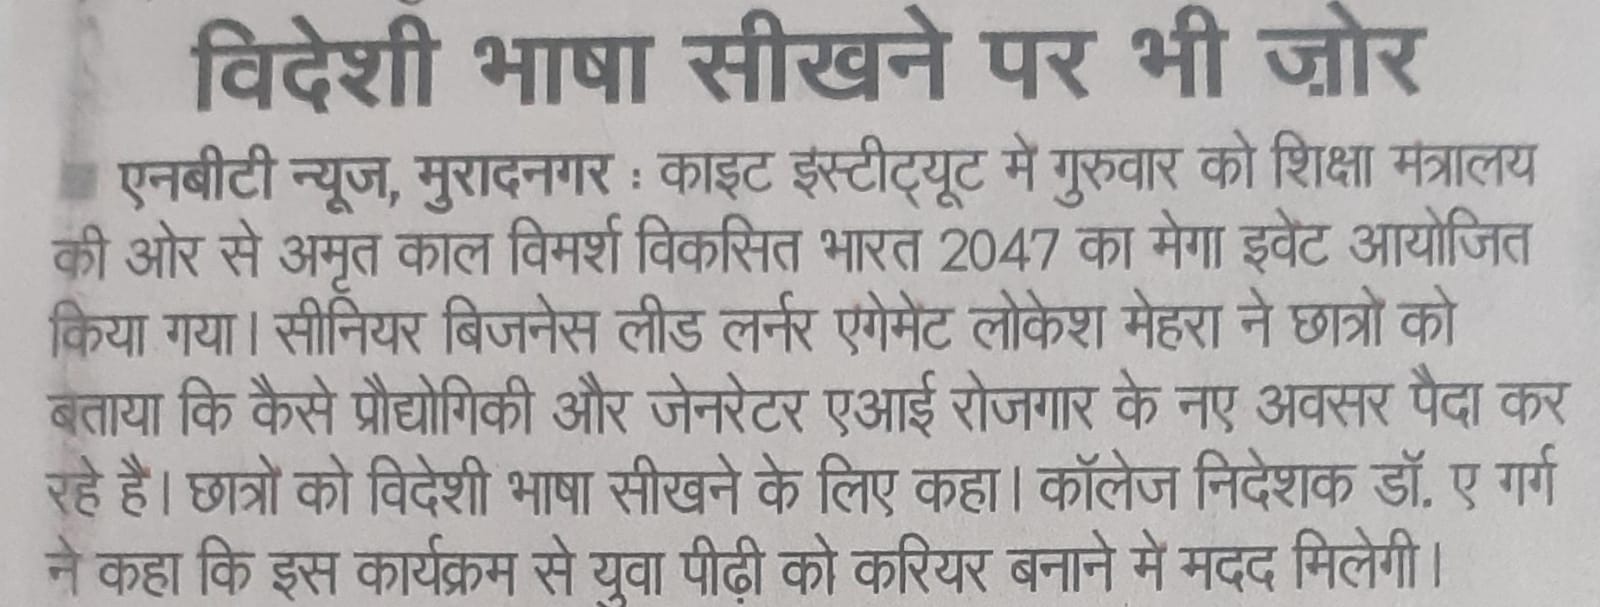 विदेशी भाषा सीखने पर भी ज़ोर
एनबीटी न्यूज, मुरादनगर : काइट इंस्टीट्यूट में गुरुवार को शिक्षा मंत्रालय
की ओर से अमृत काल विमर्श विकसित भारत 2047 का मेगा इवेंट आयोजित
किया गया। सीनियर बिजनेस लीड लर्नर एंगेमेंट लोकेश मेहरा ने छात्रों को
बताया कि कैसे प्रौद्योगिकी और जेनरेटर एआई रोजगार के नए अवसर पैदा कर
रहे हैं। छात्रों को विदेशी भाषा सीखने के लिए कहा। कॉलेज निदेशक डॉ. ए गर्ग
ने कहा कि इस कार्यक्रम से युवा पीढ़ी को करियर बनाने में मदद मिलेगी।